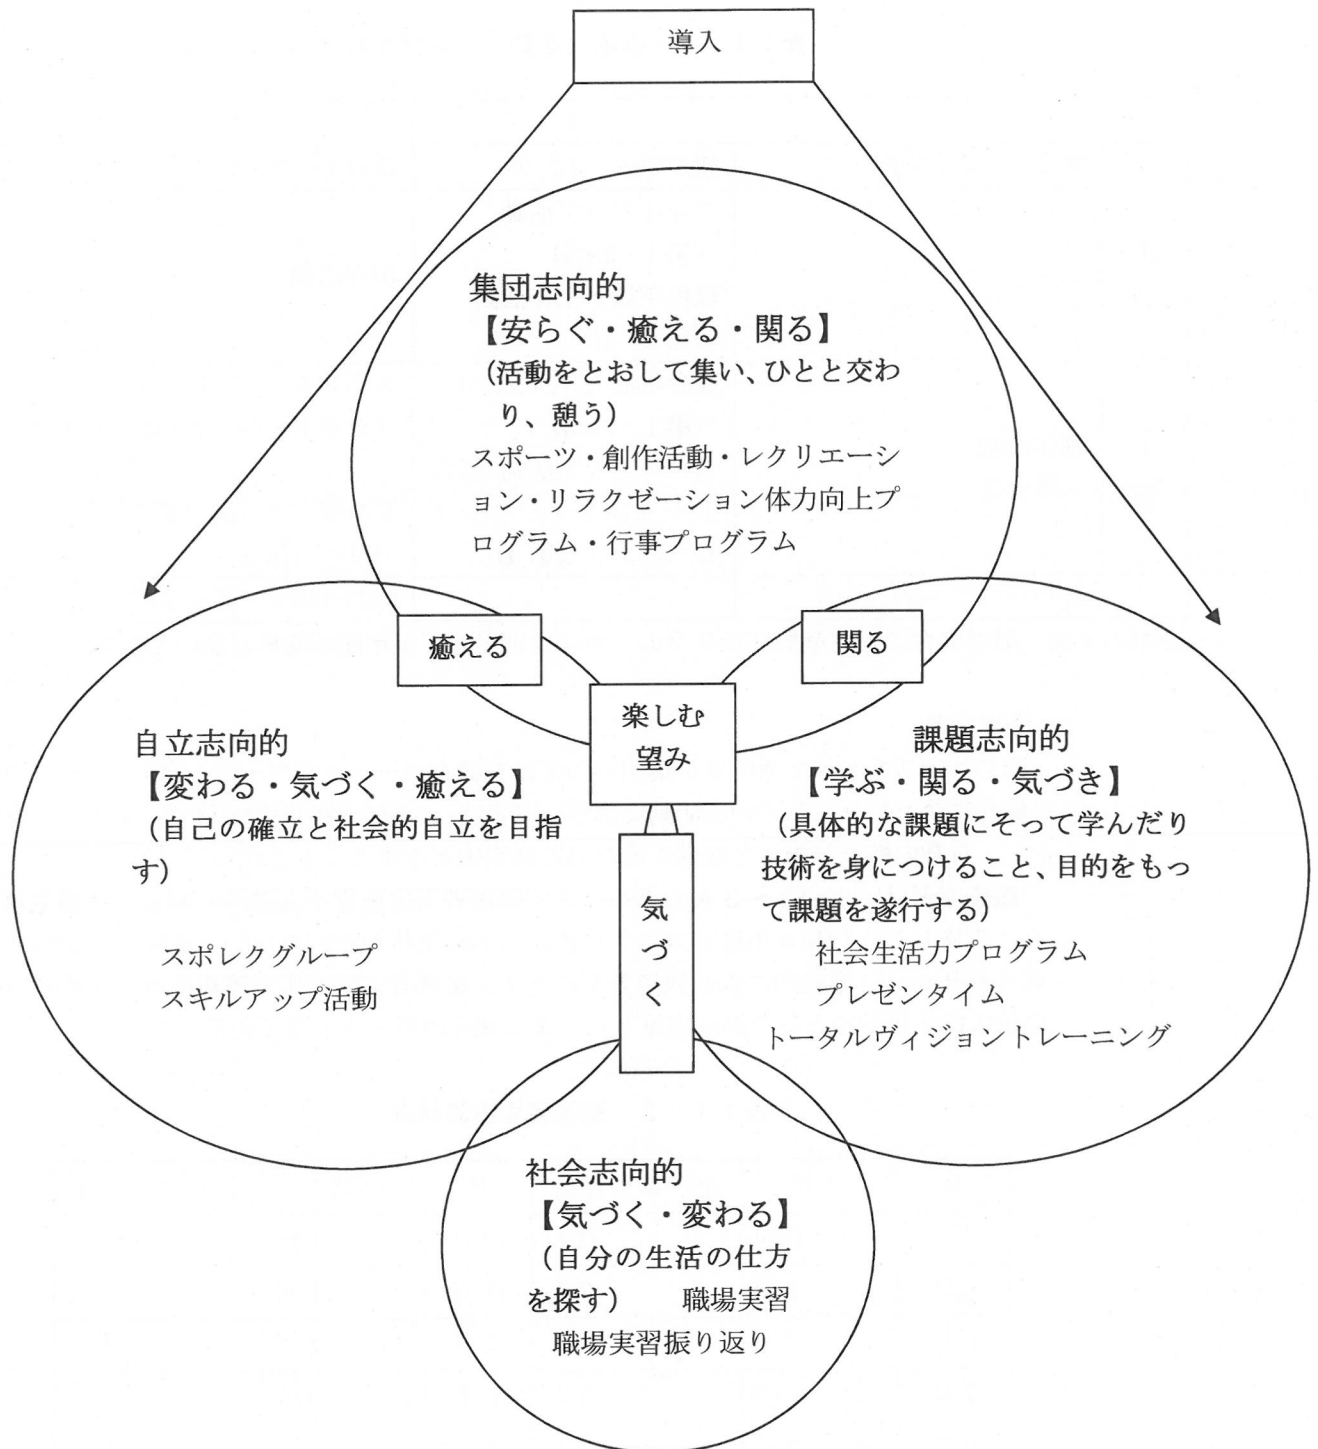 導入
集団志向的
【安らぐ・癒える・関る】
（活動をとおして集い、ひとと交わ
り、憩う）
スポーツ・創作活動・レクリエーシ
ョン・リラクゼーション体力向上プ
ログラム・行事プログラム
癒える
関る
楽しむ
望み
自立志向的
【変わる・気づく・癒える】
（自己の確立と社会的自立を目指
す）
スポレクグループ
スキルアップ活動
課題志向的
【学ぶ・関る・気づき】
（具体的な課題にそって学んだり
技術を身につけること、目的をもっ
て課題を遂行する）
社会生活力プログラム
プレゼンタイム
トータルヴィジョントレーニング
気づく
社会志向的
【気づく・変わる】
（自分の生活の仕方
を探す）　職場実習
職場実習振り返り